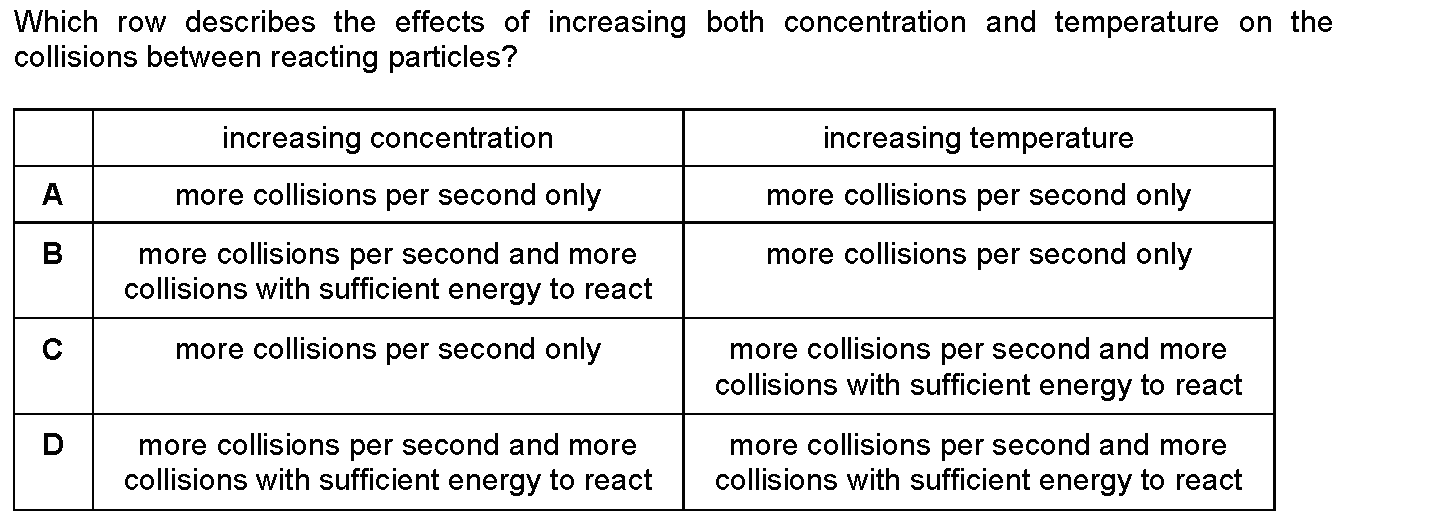 Which row describes the effects of increasing both concentration and temperature on the
collisions between reacting particles?
increasing concentration increasing temperature
A more collisions per second only more collisions per second only
B more collisions per second and more more collisions per second only
collisions with sufficient energy to react
C more collisions per second only more collisions per second and more
collisions with sufficient energy to react
D more collisions per second and more more collisions per second and more
collisions with sufficient energy to react collisions with sufficient energy to react